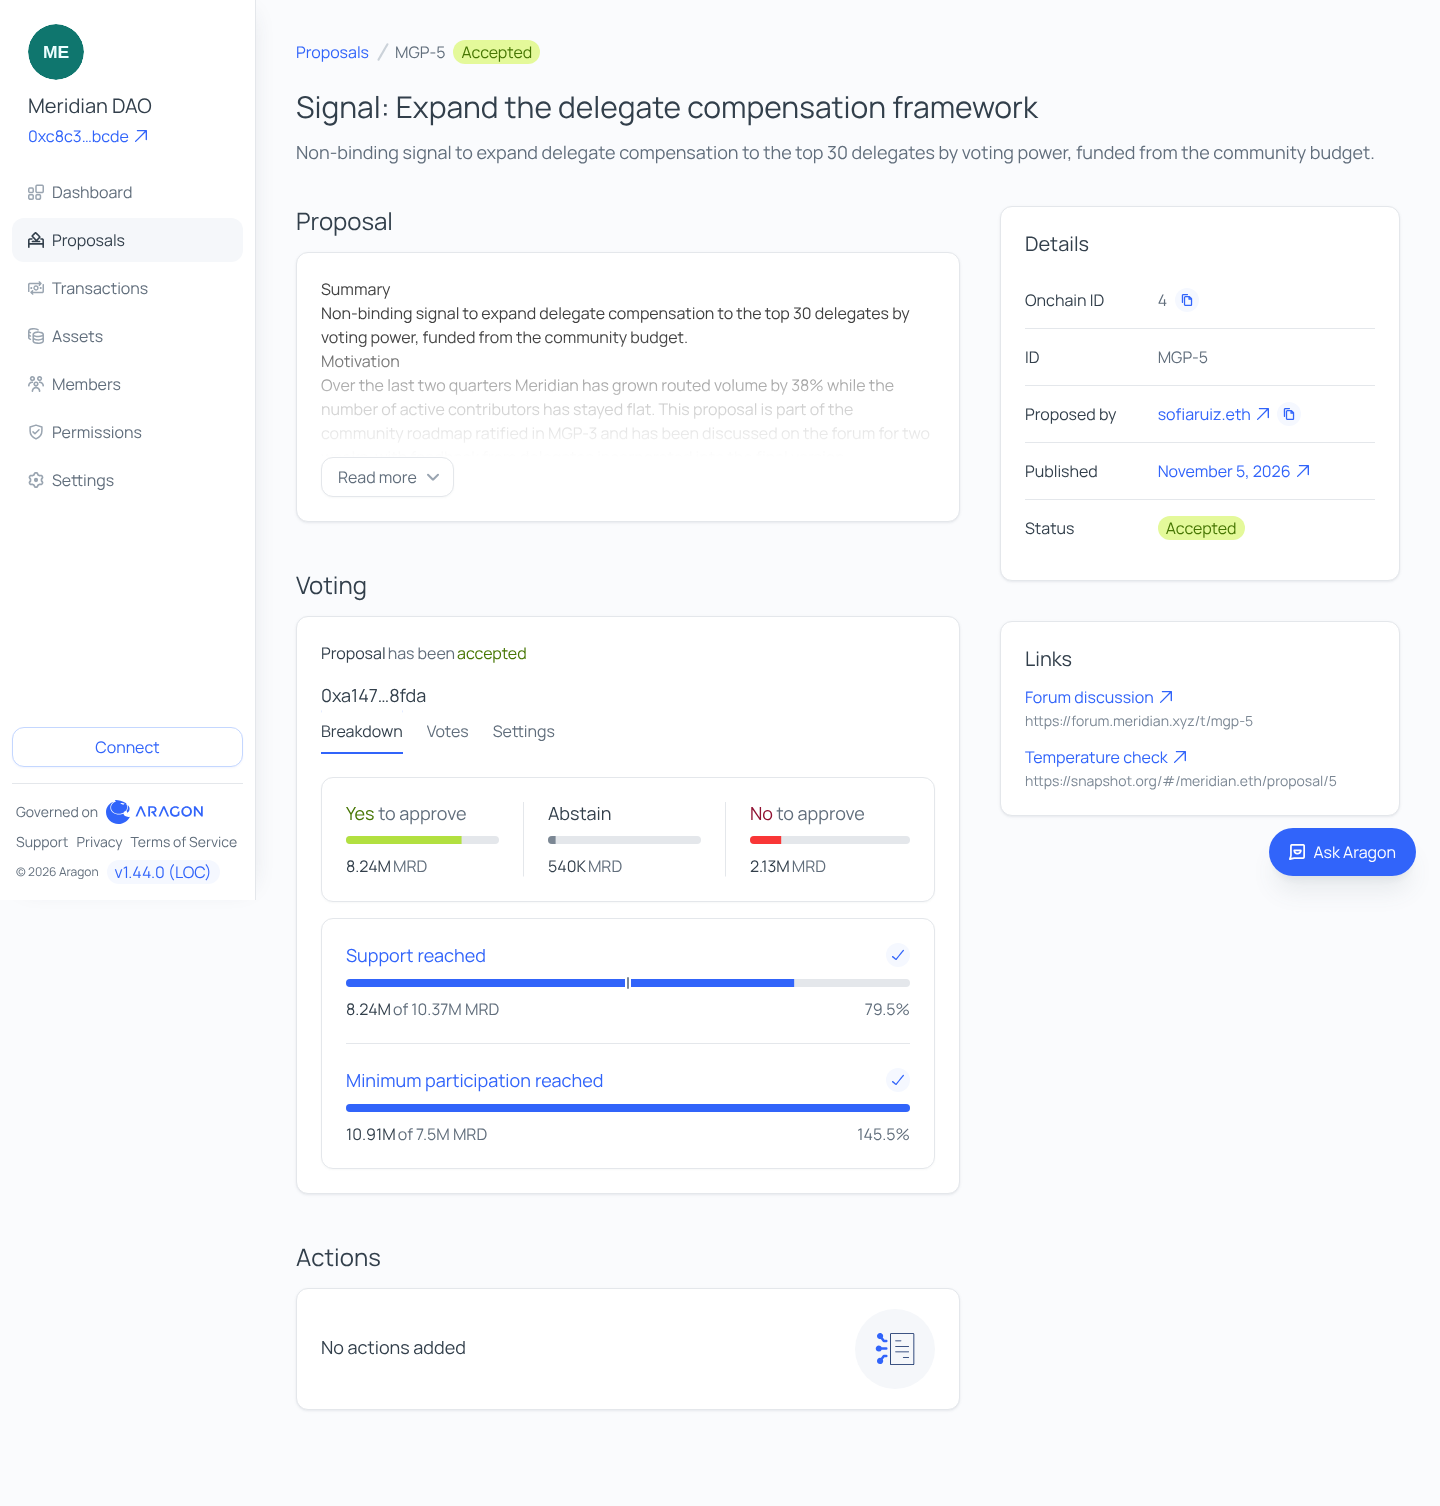 ME
Meridian DAO
0xc8c3…bcde
Dashboard
Proposals
Transactions
Assets
Members
Permissions
Settings
Connect
Governed on ARAGON
Support Privacy Terms of Service
© 2026 Aragon v1.44.0 (LOC)
Proposals / MGP-5 Accepted
Signal: Expand the delegate compensation framework
Non-binding signal to expand delegate compensation to the top 30 delegates by voting power, funded from the community budget.
Proposal
Summary
Non-binding signal to expand delegate compensation to the top 30 delegates by
voting power, funded from the community budget.
Motivation
Over the last two quarters Meridian has grown routed volume by 38% while the
number of active contributors has stayed flat. This proposal is part of the
community roadmap ratified in MGP-3 and has been discussed on the forum for two
Read more
Voting
Proposal has been accepted
0xa147…8fda
Breakdown Votes Settings
Yes to approve
8.24M MRD
Abstain
540K MRD
No to approve
2.13M MRD
Support reached
8.24M of 10.37M MRD 79.5%
Minimum participation reached
10.91M of 7.5M MRD 145.5%
Actions
No actions added
Details
Onchain ID 4
ID MGP-5
Proposed by sofiaruiz.eth
Published November 5, 2026
Status Accepted
Links
Forum discussion
https://forum.meridian.xyz/t/mgp-5
Temperature check
https://snapshot.org/#/meridian.eth/proposal/5
Ask Aragon